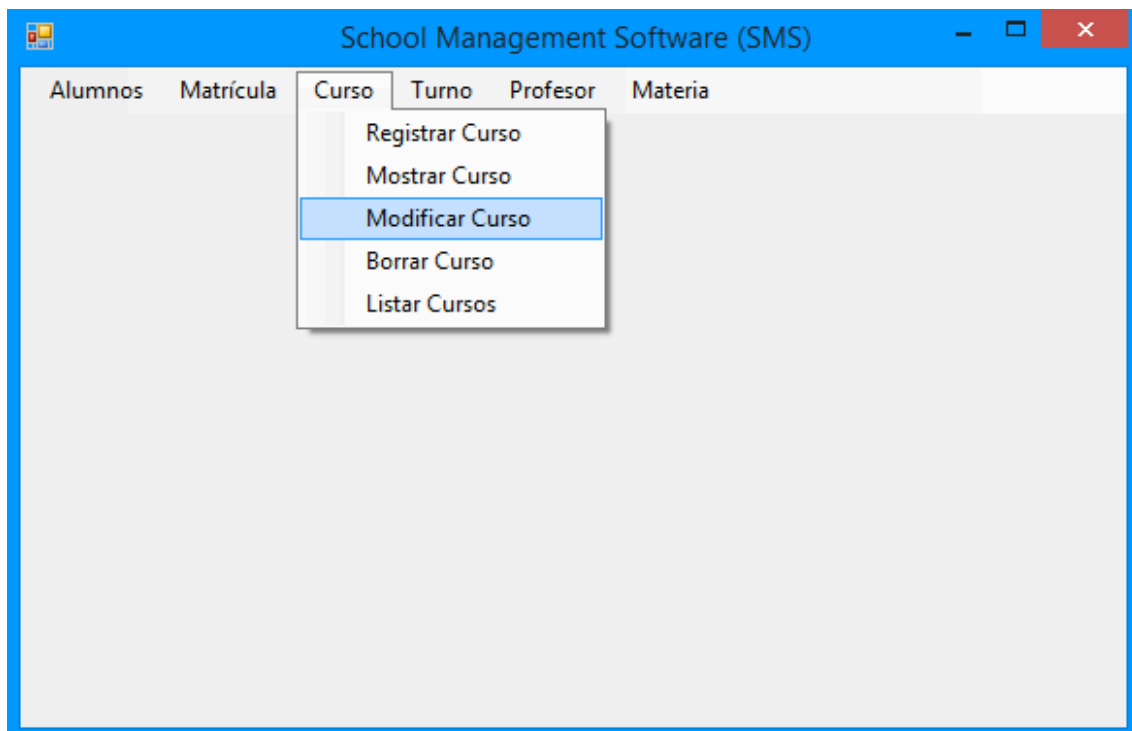 School Management Software (SMS)
Alumnos Matrícula Curso Turno Profesor Materia
Registrar Curso
Mostrar Curso
Modificar Curso
Borrar Curso
Listar Cursos